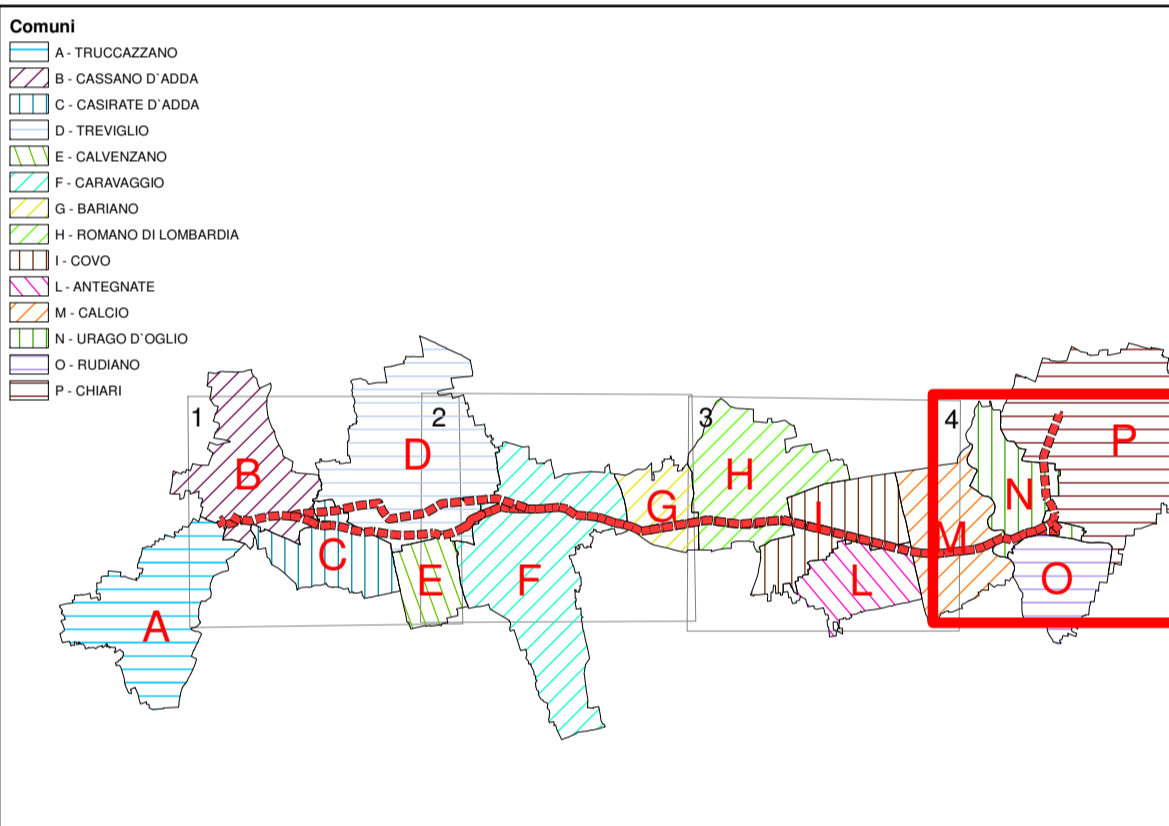 Comuni
A - TRUCCAZZANO
B - CASSANO D`ADDA
C - CASIRATE D`ADDA
D - TREVIGLIO
E - CALVENZANO
F - CARAVAGGIO
G - BARIANO
H - ROMANO DI LOMBARDIA
I - COVO
L - ANTEGNATE
M - CALCIO
N - URAGO D`OGLIO
O - RUDIANO
P - CHIARI
1
2
3
4
B
D
G
H
I
M
N
P
A
C
E
F
L
O